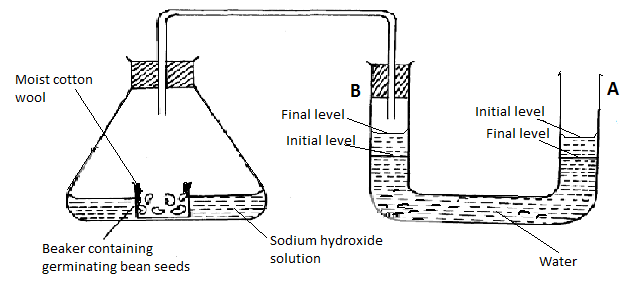 Moist cotton
wool
B
A
Final level
Initial level
Initial level
Final level
Beaker containing
germinating bean seeds
Sodium hydroxide
solution
Water